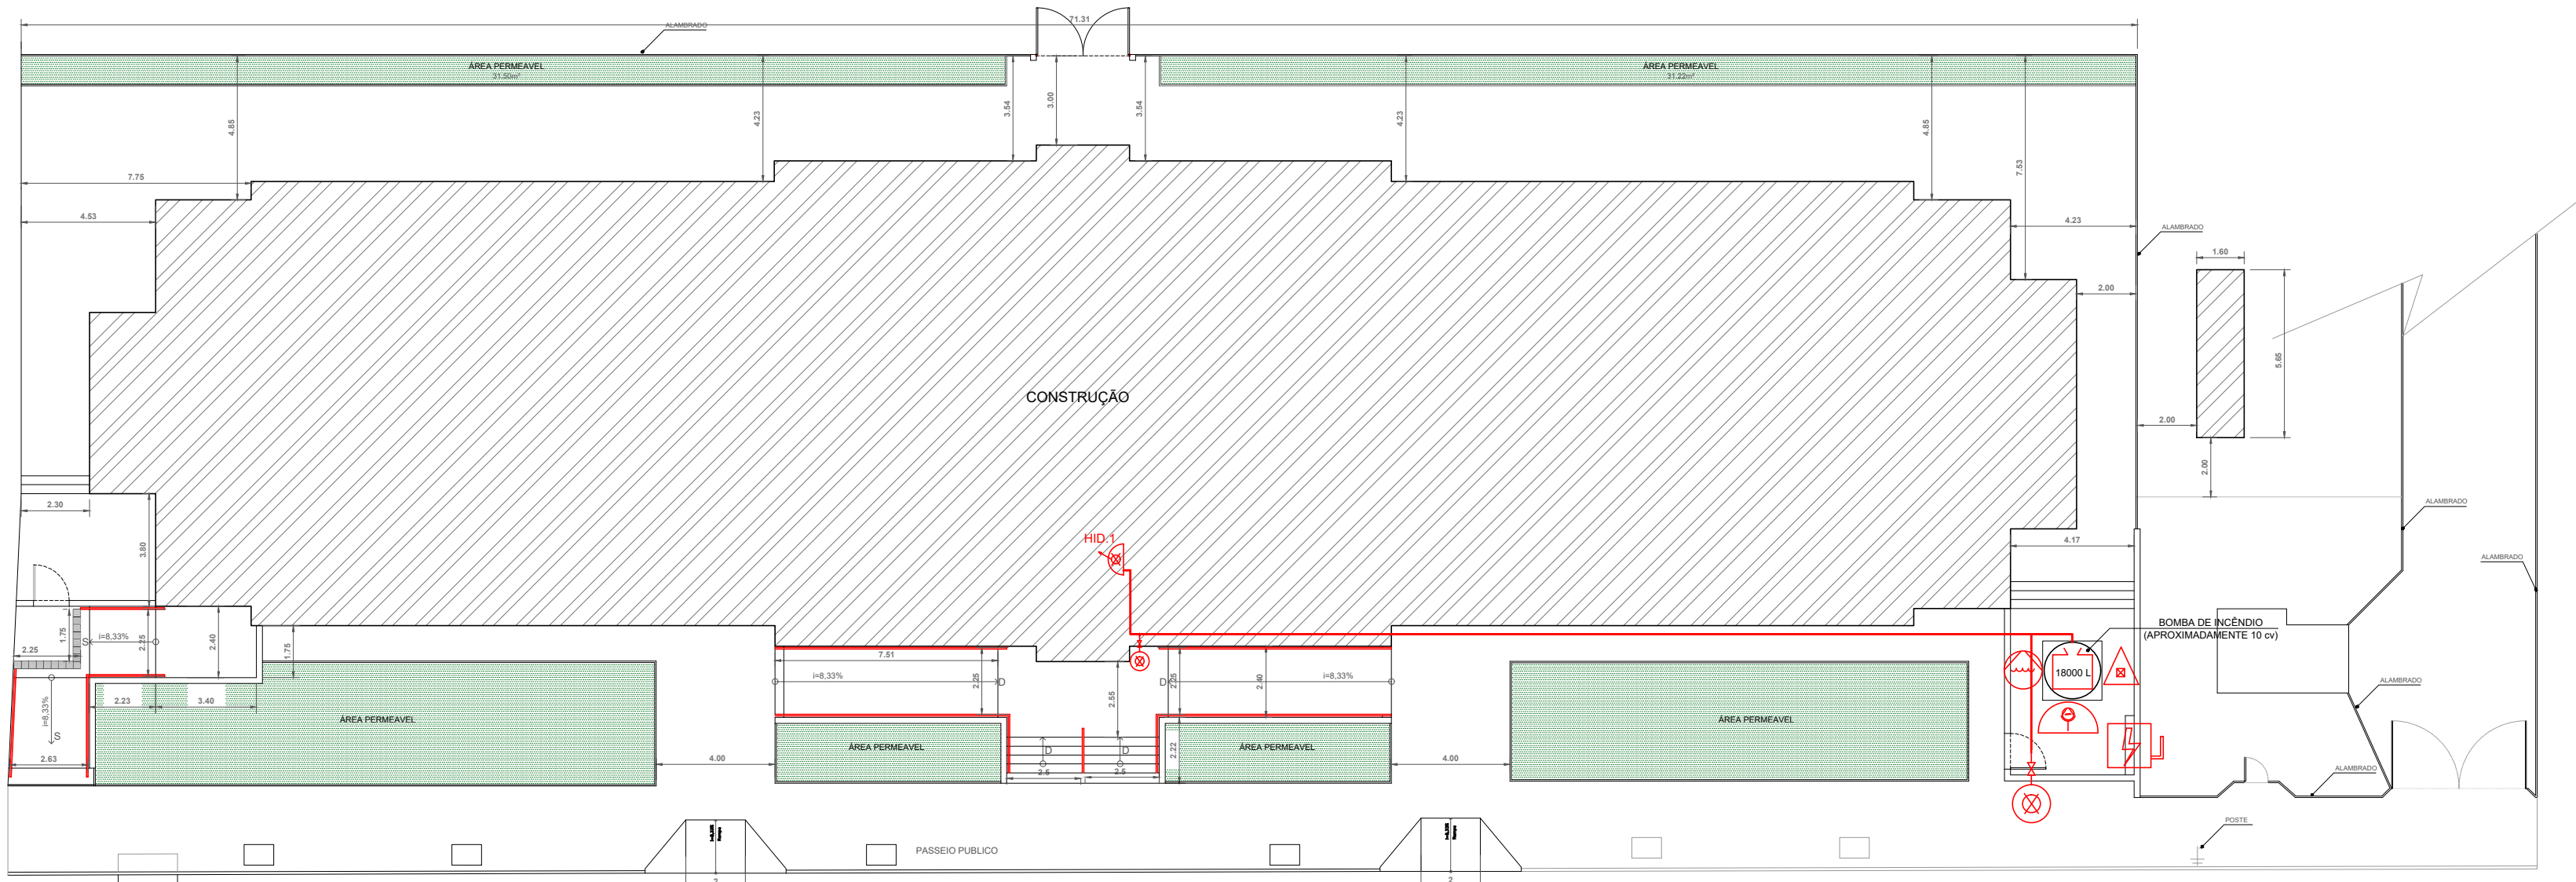 71.31
ALAMBRADO
ÁREA PERMEAVEL
31.50m²
ÁREA PERMEAVEL
31.22m²
4.85
4.23
3.54
3.00
3.54
4.23
4.85
7.53
7.75
4.53
4.23
ALAMBRADO
1.60
2.00
5.65
CONSTRUÇÃO
2.00
2.00
2.30
ALAMBRADO
3.80
HID.1
4.17
ALAMBRADO
1.75
S
i=8,33%
2.25
2.40
1.75
2.25
BOMBA DE INCÊNDIO
(APROXIMADAMENTE 10 cv)
7.51
i=8,33%
D
2.25
2.55
D
2.25
2.40
i=8,33%
18000 L
ALAMBRADO
2.23
3.40
i=8,33%
S
ÁREA PERMEAVEL
ÁREA PERMEAVEL
D
D
ÁREA PERMEAVEL
2.22
ÁREA PERMEAVEL
2.63
4.00
2.5
2.5
4.00
ALAMBRADO
POSTE
PASSEIO PUBLICO
2
2